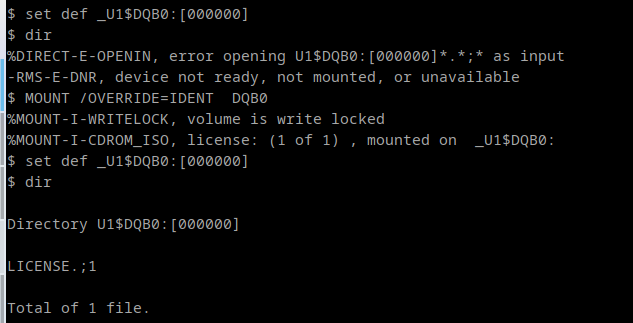 $ set def _U1$DQB0:[000000]
$ dir
%DIRECT-E-OPENIN, error opening U1$DQB0:[000000]*.*;* as input
-RMS-E-DNR, device not ready, not mounted, or unavailable
$ MOUNT /OVERRIDE=IDENT  DQB0
%MOUNT-I-WRITELOCK, volume is write locked
%MOUNT-I-CDROM_ISO, license: (1 of 1) , mounted on  _U1$DQB0:
$ set def _U1$DQB0:[000000]
$ dir
Directory U1$DQB0:[000000]
LICENSE.;1
Total of 1 file.